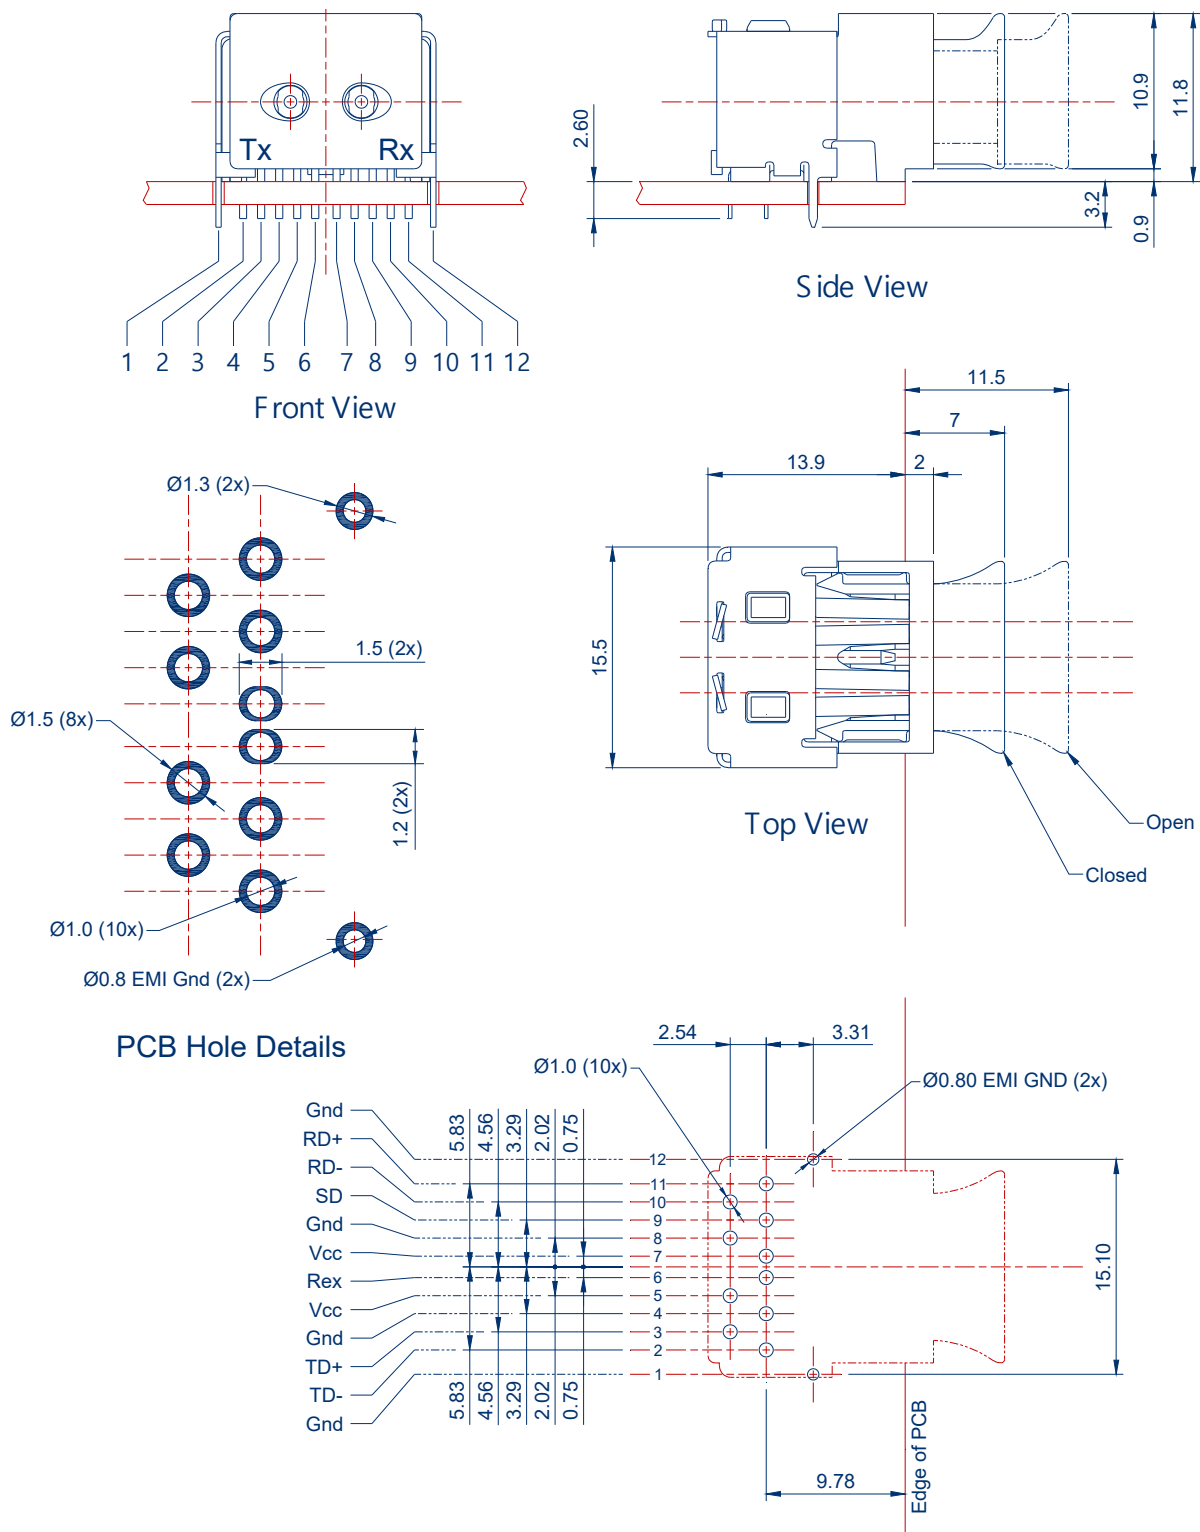 Tx Rx
1 2 3 4 5 6 7 8 9 10 11 12
Front View
2.60
10.9
11.8
3.2
0.9
Side View
11.5
7
13.9
2
15.5
Top View
Open
Closed
Ø1.3 (2x)
1.5 (2x)
Ø1.5 (8x)
1.2 (2x)
Ø1.0 (10x)
Ø0.8 EMI Gnd (2x)
PCB Hole Details
2.54
3.31
Ø1.0 (10x)
Ø0.80 EMI GND (2x)
Gnd
RD+
RD-
SD
Gnd
Vcc
Rex
Vcc
Gnd
TD+
TD-
Gnd
5.83
4.56
3.29
2.02
0.75
12
11
10
9
8
7
6
5
4
3
2
1
5.83
4.56
3.29
2.02
0.75
15.10
9.78
Edge of PCB